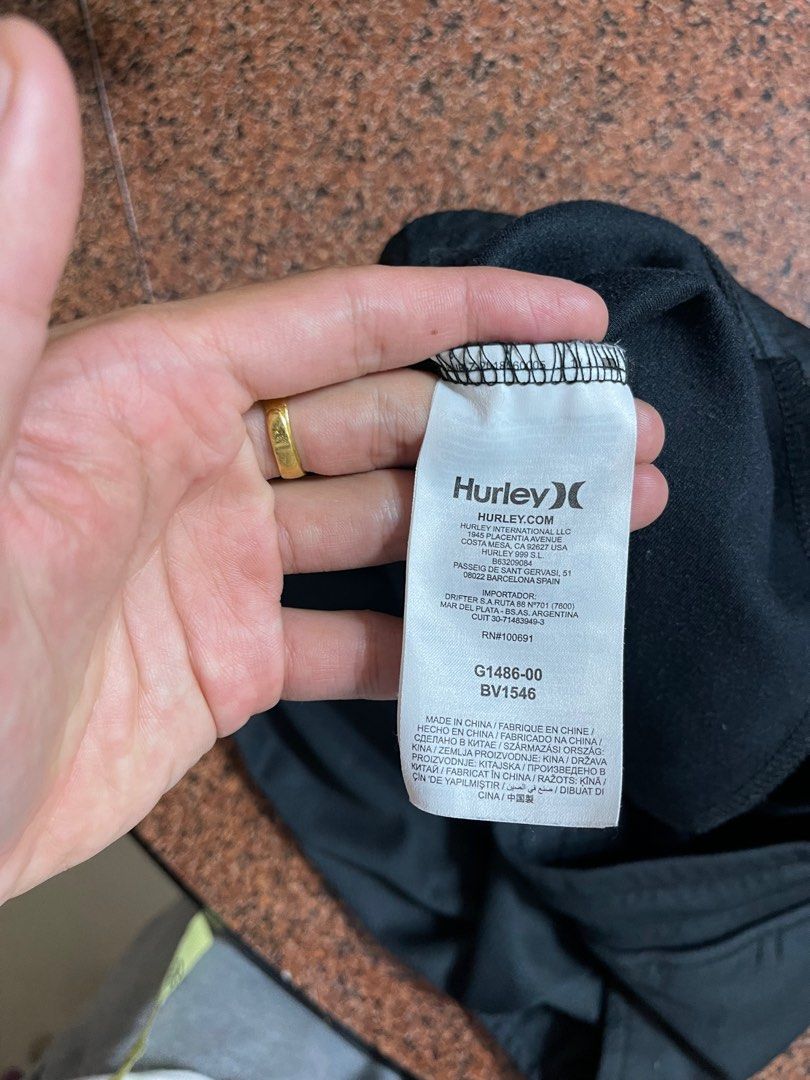 Hurley
HURLEY.COM
HURLEY INTERNATIONAL LLC
1945 PLACENTIA AVENUE
COSTA MESA, CA 92627 USA
HURLEY 999 S.L.
B63209084
PASSEIG DE SANT GERVASI, 51
08022 BARCELONA SPAIN
IMPORTADOR:
DRIFTER S.A.RUTA 88 Nº701 (7600)
MAR DEL PLATA - BS.AS. ARGENTINA
CUIT 30-71483949-3
RN#100691
G1486-00
BV1546
MADE IN CHINA / FABRIQUE EN CHINE /
HECHO EN CHINA / FABRICADO NA CHINA /
СДЕЛАНО В КИТАЕ / SZÁRMAZÁSI ORSZÁG:
KINA / ZEMLJA PROIZVODNJE: KINA / DRŽAVA
PROIZVODNJE: KITAJSKA / ПРОИЗВЕДЕНО В
КИТАЙ / FABRICAT ÎN CHINA / RAŽOTS: ĶĪNĀ /
ÇİN 'DE YAPILMIŞTIR / صنع في الصين / DIBUAT DI
CINA / 中国製